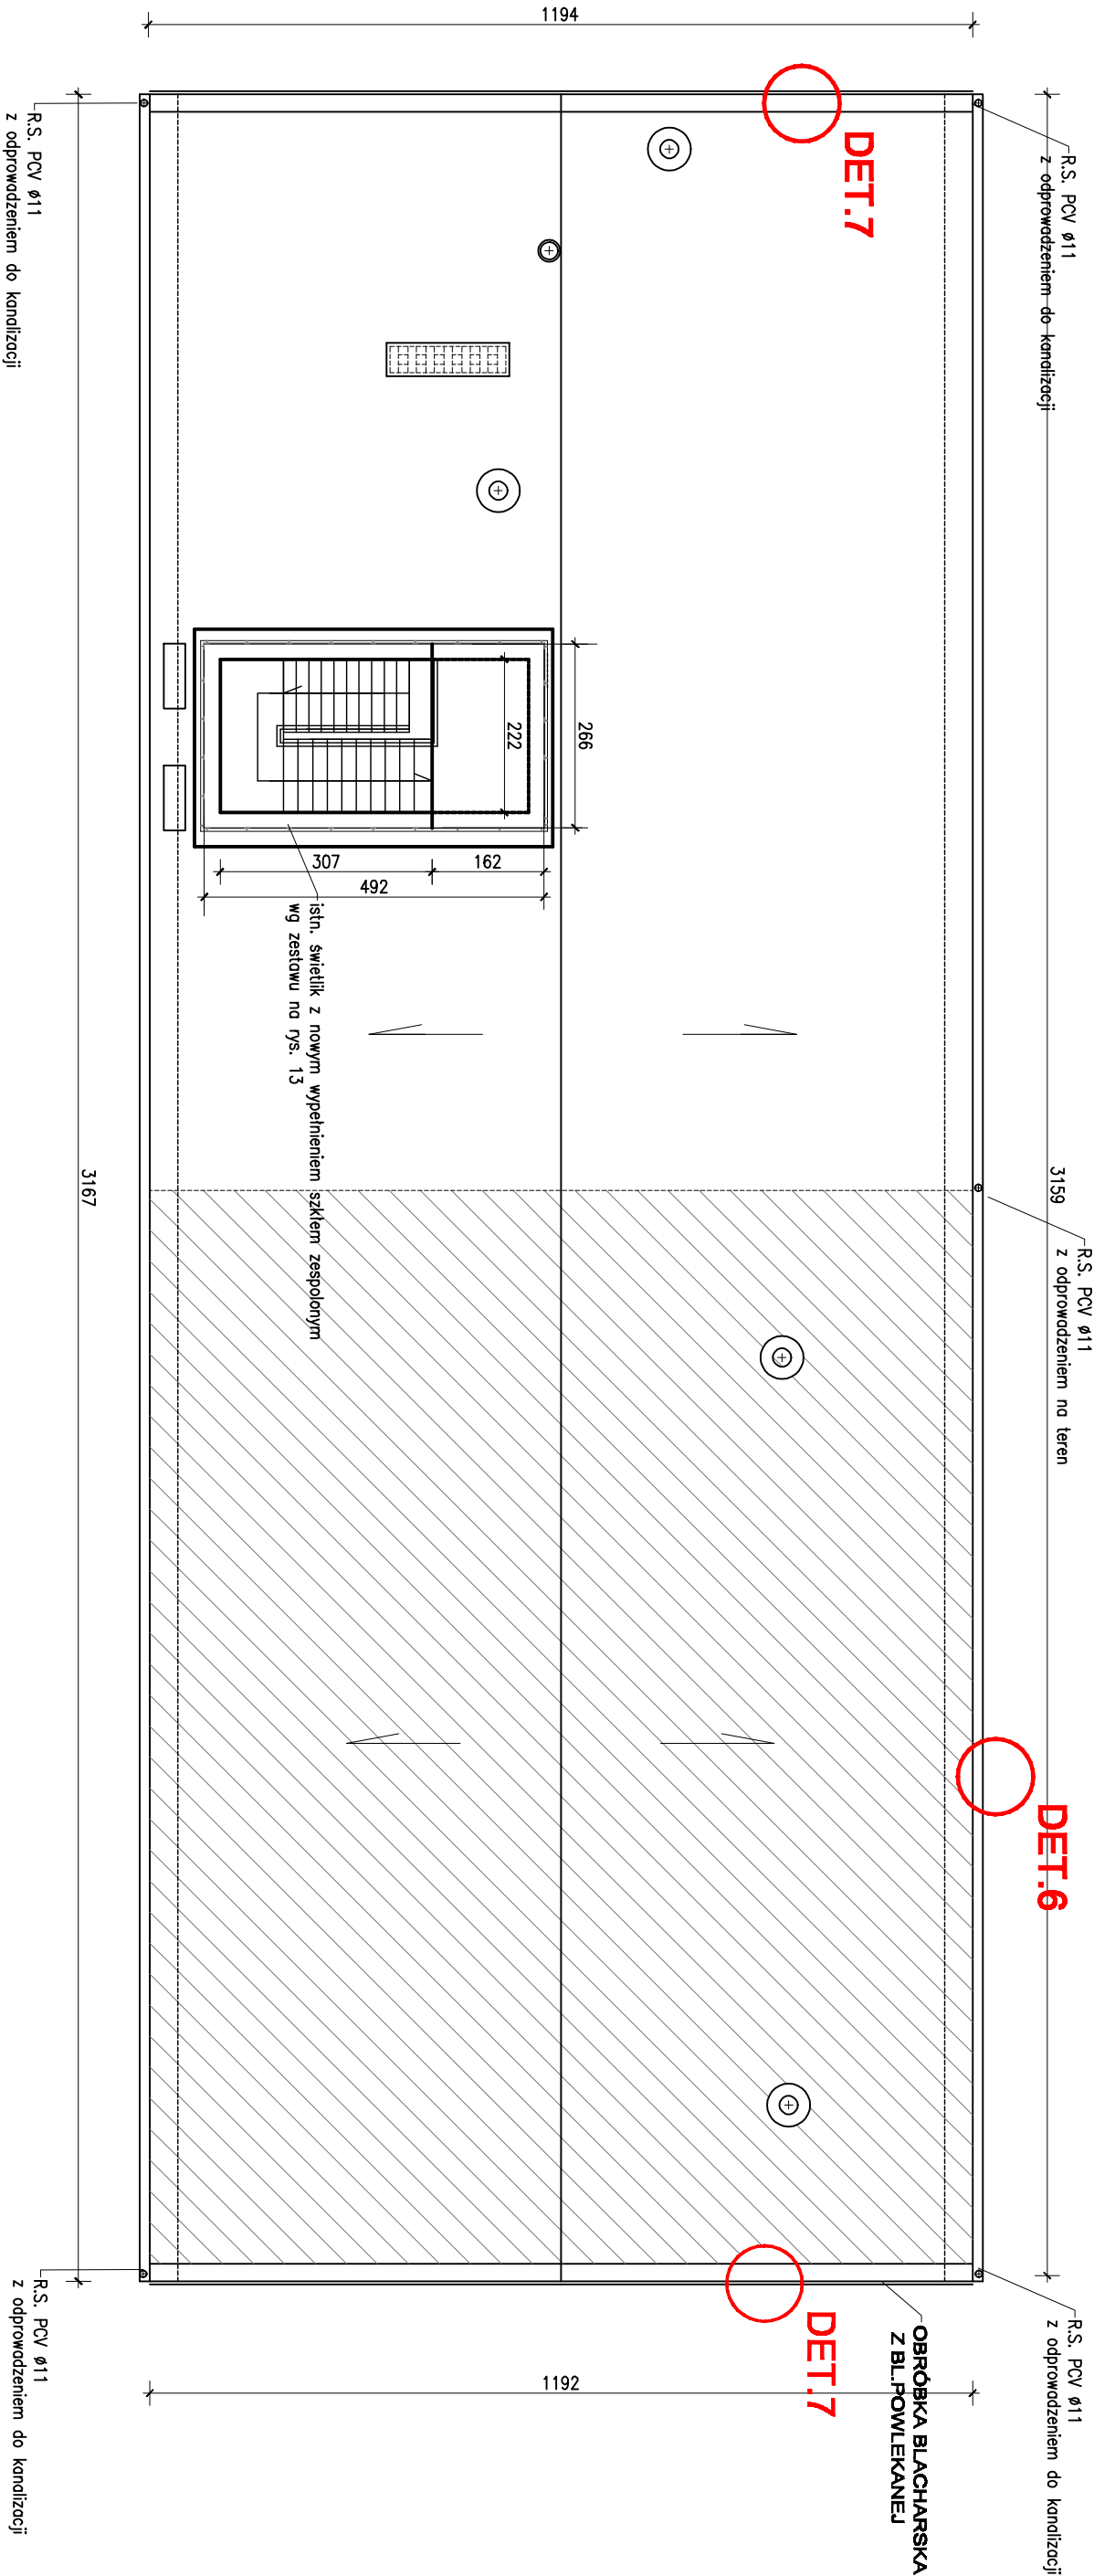 1194
R.S. PCV ø11
z odprowadzeniem do kanalizacji
3159
R.S. PCV ø11
z odprowadzeniem na teren
R.S. PCV ø11
z odprowadzeniem do kanalizacji
DET.7
DET.6
OBRÓBKA BLACHARSKA
Z BL.POWLEKANEJ
DET.7
1192
266
222
307
162
492
istn. świetlik z nowym wypełnieniem szkłem zespolonym
wg zestawu na rys. 13
3167
R.S. PCV ø11
z odprowadzeniem do kanalizacji
R.S. PCV ø11
z odprowadzeniem do kanalizacji